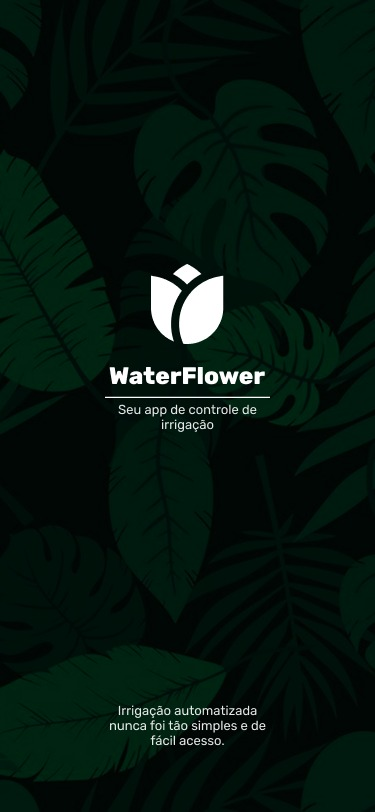 WaterFlower
Seu app de controle de
irrigação
Irrigação automatizada
nunca foi tão simples e de
fácil acesso.